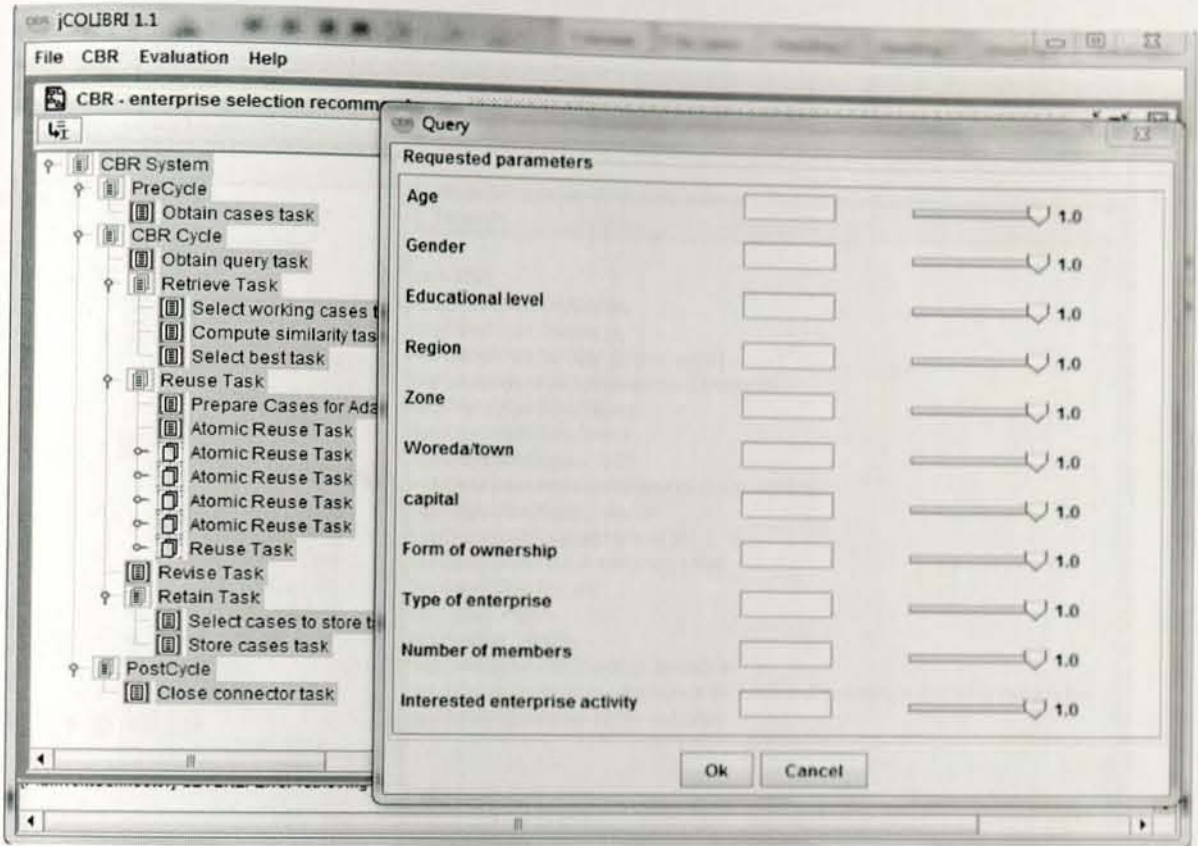 jCOLIBRI 1.1
File CBR Evaluation Help
CBR - enterprise selection
CBR System
PreCycle
Obtain cases task
CBR Cycle
Obtain query task
Retrieve Task
Select working cases
Compute similarity
Select best task
Reuse Task
Prepare Cases for
Atomic Reuse Task
Atomic Reuse Task
Atomic Reuse Task
Atomic Reuse Task
Atomic Reuse Task
Reuse Task
Revise Task
Retain Task
Select cases to store
Store cases task
PostCycle
Close connector task
Query
Requested parameters
Age 1.0
Gender 1.0
Educational level 1.0
Region 1.0
Zone 1.0
Woreda/town 1.0
capital 1.0
Form of ownership 1.0
Type of enterprise 1.0
Number of members 1.0
Interested enterprise activity 1.0
Ok Cancel